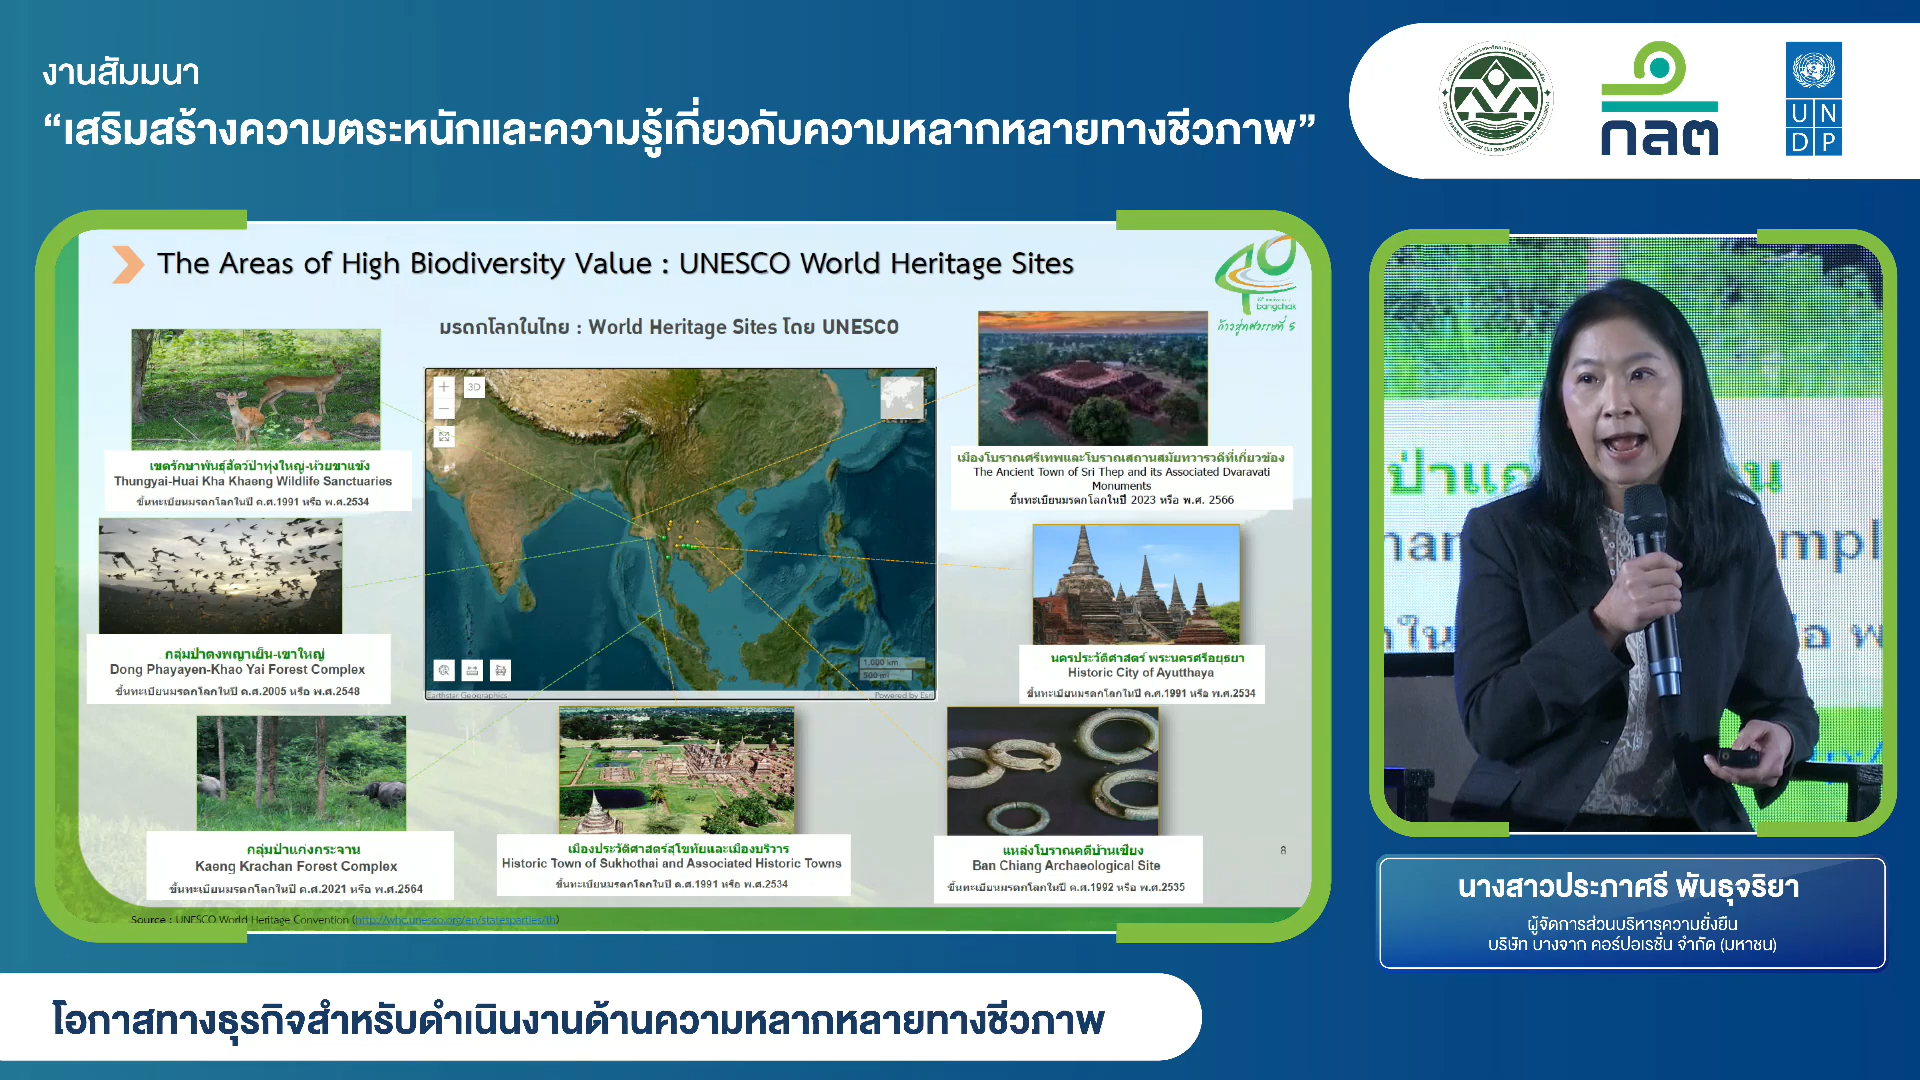 งานสัมมนา
“เสริมสร้างความตระหนักและความรู้เกี่ยวกับความหลากหลายทางชีวภาพ”
กลต
U N
D P
The Areas of High Biodiversity Value : UNESCO World Heritage Sites
bangchak
ก้าวสู่ทศวรรษที่ 5
มรดกโลกในไทย : World Heritage Sites โดย UNESCO
เขตรักษาพันธุ์สัตว์ป่าทุ่งใหญ่-ห้วยขาแข้ง
Thungyai-Huai Kha Khaeng Wildlife Sanctuaries
ขึ้นทะเบียนมรดกโลกในปี ค.ศ.1991 หรือ พ.ศ.2534
กลุ่มป่าดงพญาเย็น-เขาใหญ่
Dong Phayayen-Khao Yai Forest Complex
ขึ้นทะเบียนมรดกโลกในปี ค.ศ.2005 หรือ พ.ศ.2548
กลุ่มป่าแก่งกระจาน
Kaeng Krachan Forest Complex
ขึ้นทะเบียนมรดกโลกในปี ค.ศ.2021 หรือ พ.ศ.2564
3D
1,000 km
500 mi
Earthstar Geographics
Powered by Esri
เมืองโบราณศรีเทพและโบราณสถานสมัยทวารวดีที่เกี่ยวข้อง
The Ancient Town of Sri Thep and its Associated Dvaravati
Monuments
ขึ้นทะเบียนมรดกโลกในปี 2023 หรือ พ.ศ. 2566
นครประวัติศาสตร์ พระนครศรีอยุธยา
Historic City of Ayutthaya
ขึ้นทะเบียนมรดกโลกในปี ค.ศ.1991 หรือ พ.ศ.2534
เมืองประวัติศาสตร์สุโขทัยและเมืองบริวาร
Historic Town of Sukhothai and Associated Historic Towns
ขึ้นทะเบียนมรดกโลกในปี ค.ศ.1991 หรือ พ.ศ.2534
แหล่งโบราณคดีบ้านเชียง
Ban Chiang Archaeological Site
ขึ้นทะเบียนมรดกโลกในปี ค.ศ.1992 หรือ พ.ศ.2535
8
Source : UNESCO World Heritage Convention (http://whc.unesco.org/en/statesparties/th)
นางสาวประภาศรี พันธุจริยา
ผู้จัดการส่วนบริหารความยั่งยืน
บริษัท บางจาก คอร์ปอเรชั่น จำกัด (มหาชน)
โอกาสทางธุรกิจสำหรับดำเนินงานด้านความหลากหลายทางชีวภาพ